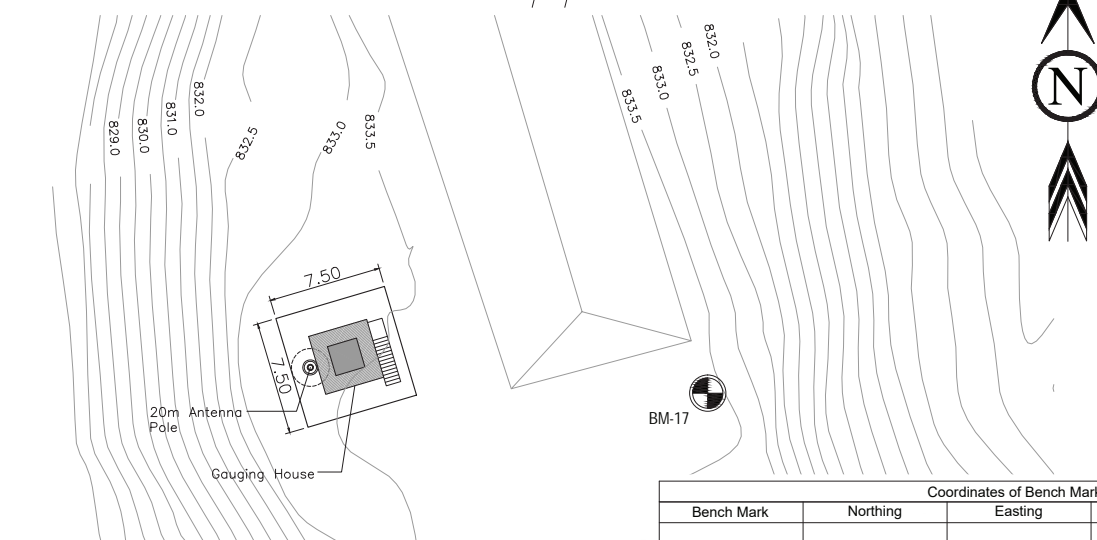 829.0
830.0
831.0
832.0
832.5
833.0
833.5
833.5
833.0
832.5
832.0
N
7.50
7.50
20m Antenna
Pole
Gauging House
BM-17
Coordinates of Bench Mark
Bench Mark
Northing
Easting